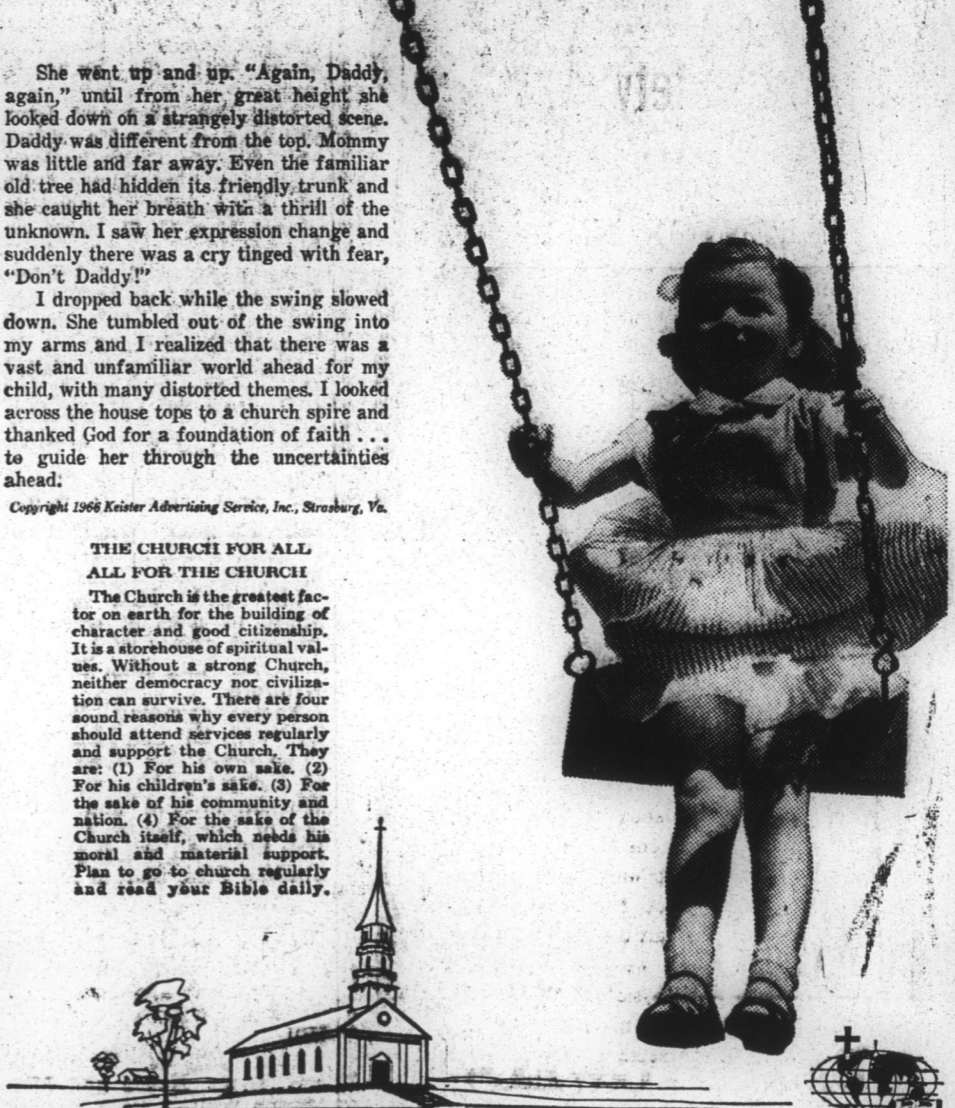 She went up and up. "Again, Daddy,
again," until from her great height she
looked down on a strangely distorted scene.
Daddy was different from the top. Mommy
was little and far away. Even the familiar
old tree had hidden its friendly trunk and
she caught her breath with a thrill of the
unknown. I saw her expression change and
suddenly there was a cry tinged with fear,
"Don't Daddy!"
I dropped back while the swing slowed
down. She tumbled out of the swing into
my arms and I realized that there was a
vast and unfamiliar world ahead for my
child, with many distorted themes. I looked
across the house tops to a church spire and
thanked God for a foundation of faith ...
to guide her through the uncertainties
ahead.
Copyright 1966 Keister Advertising Service, Inc., Strasburg, Va.
THE CHURCH FOR ALL
ALL FOR THE CHURCH
The Church is the greatest fac-
tor on earth for the building of
character and good citizenship.
It is a storehouse of spiritual val-
ues. Without a strong Church,
neither democracy nor civiliza-
tion can survive. There are four
sound reasons why every person
should attend services regularly
and support the Church. They
are: (1) For his own sake. (2)
For his children's sake. (3) For
the sake of his community and
nation. (4) For the sake of the
Church itself, which needs his
moral and material support.
Plan to go to church regularly
and read your Bible daily.